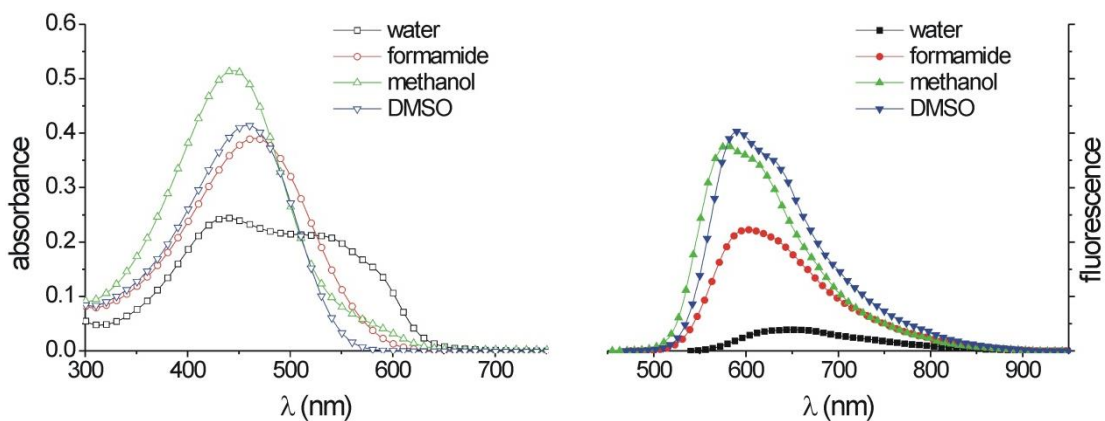 0.6
0.5
0.4
0.3
0.2
0.1
0.0
absorbance
water
formamide
methanol
DMSO
300 400 500 600 700
λ (nm)
water
formamide
methanol
DMSO
fluorescence
500 600 700 800 900
λ (nm)